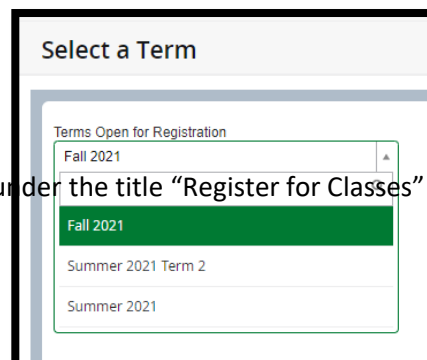 Select a Term
Terms Open for Registration
Fall 2021
under the title “Register for Classes”
Fall 2021
Summer 2021 Term 2
Summer 2021